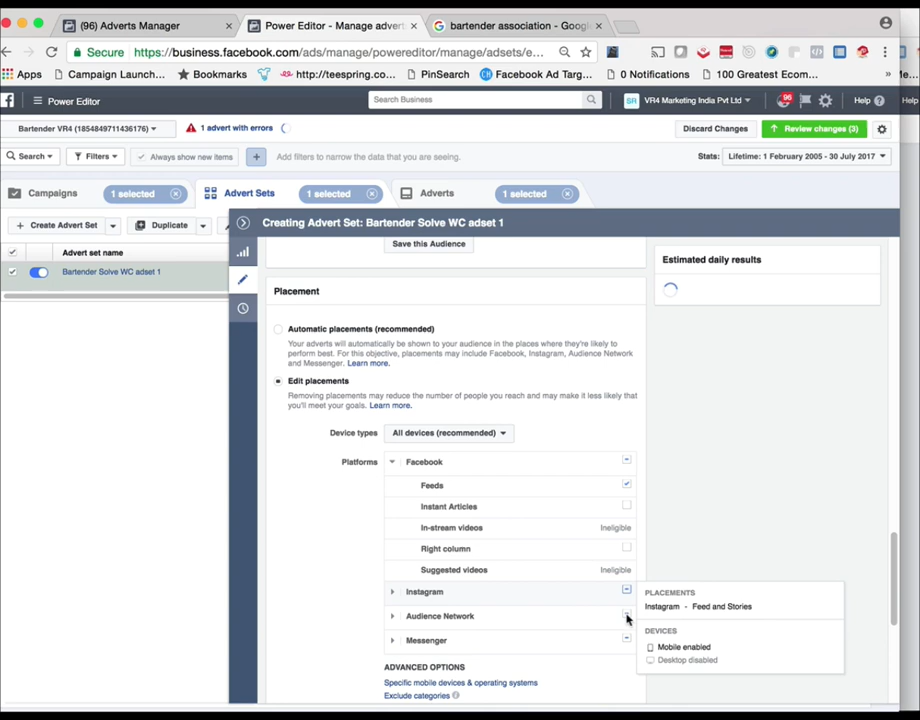 (96) Adverts Manager
Power Editor - Manage advert
bartender association - Google
Secure
https://business.facebook.com/ads/manage/powereditor/manage/adsets/e...
Apps
Campaign Launch...
Bookmarks
http://teespring.co...
PinSearch
Facebook Ad Targ...
0 Notifications
100 Greatest Ecom...
Power Editor
Search Business
VR4 Marketing India Pvt Ltd
96
Help
Help
Bartender VR4 (1854849711436176)
1 advert with errors
Discard Changes
Review changes (3)
Search
Filters
Always show new items
+
Add filters to narrow the data that you are seeing.
Stats:
Lifetime: 1 February 2005 - 30 July 2017
Campaigns
1 selected
Advert Sets
1 selected
Adverts
1 selected
+ Create Advert Set
Duplicate
Creating Advert Set: Bartender Solve WC adset 1
Advert set name
Bartender Solve WC adset 1
Save this Audience
Estimated daily results
Placement
Automatic placements (recommended)
Your adverts will automatically be shown to your audience in the places where they're likely to
perform best. For this objective, placements may include Facebook, Instagram, Audience Network
and Messenger. Learn more.
Edit placements
Removing placements may reduce the number of people you reach and may make it less likely that
you'll meet your goals. Learn more.
Device types
All devices (recommended)
Platforms
Facebook
Feeds
Instant Articles
In-stream videos
Ineligible
Right column
Suggested videos
Ineligible
Instagram
Audience Network
Messenger
PLACEMENTS
Instagram - Feed and Stories
DEVICES
Mobile enabled
Desktop disabled
ADVANCED OPTIONS
Specific mobile devices & operating systems
Exclude categories